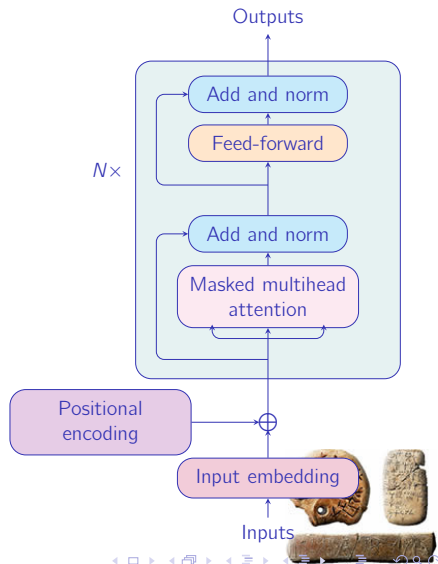 Outputs
Add and norm
Feed-forward
N×
Add and norm
Masked multihead
attention
Positional
encoding
Input embedding
Inputs